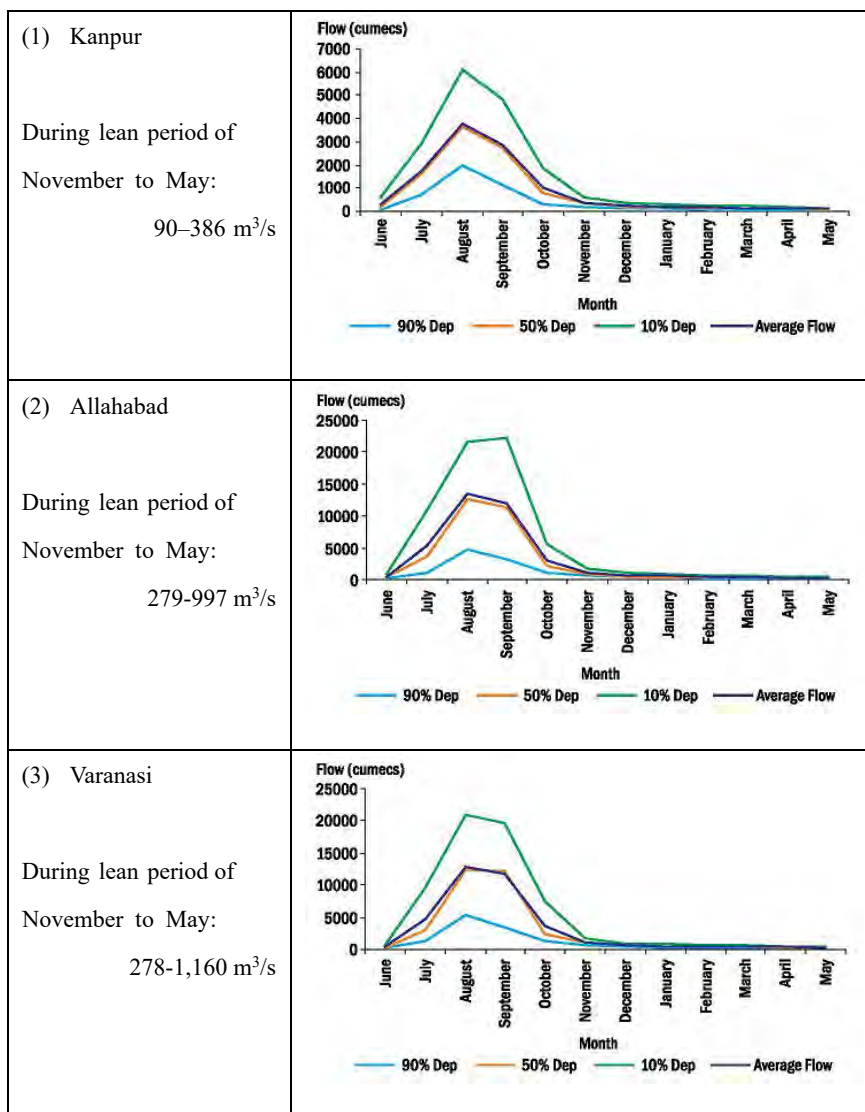 (1) Kanpur
During lean period of
November to May:
90–386 m³/s
Flow (cumecs)
7000
6000
5000
4000
3000
2000
1000
0
June
July
August
September
October
November
December
January
February
March
April
May
Month
90% Dep 50% Dep 10% Dep Average Flow
(2) Allahabad
During lean period of
November to May:
279-997 m³/s
Flow (cumecs)
25000
20000
15000
10000
5000
0
June
July
August
September
October
November
December
January
February
March
April
May
Month
90% Dep 50% Dep 10% Dep Average Flow
(3) Varanasi
During lean period of
November to May:
278-1,160 m³/s
Flow (cumecs)
25000
20000
15000
10000
5000
0
June
July
August
September
October
November
December
January
February
March
April
May
Month
90% Dep 50% Dep 10% Dep Average Flow